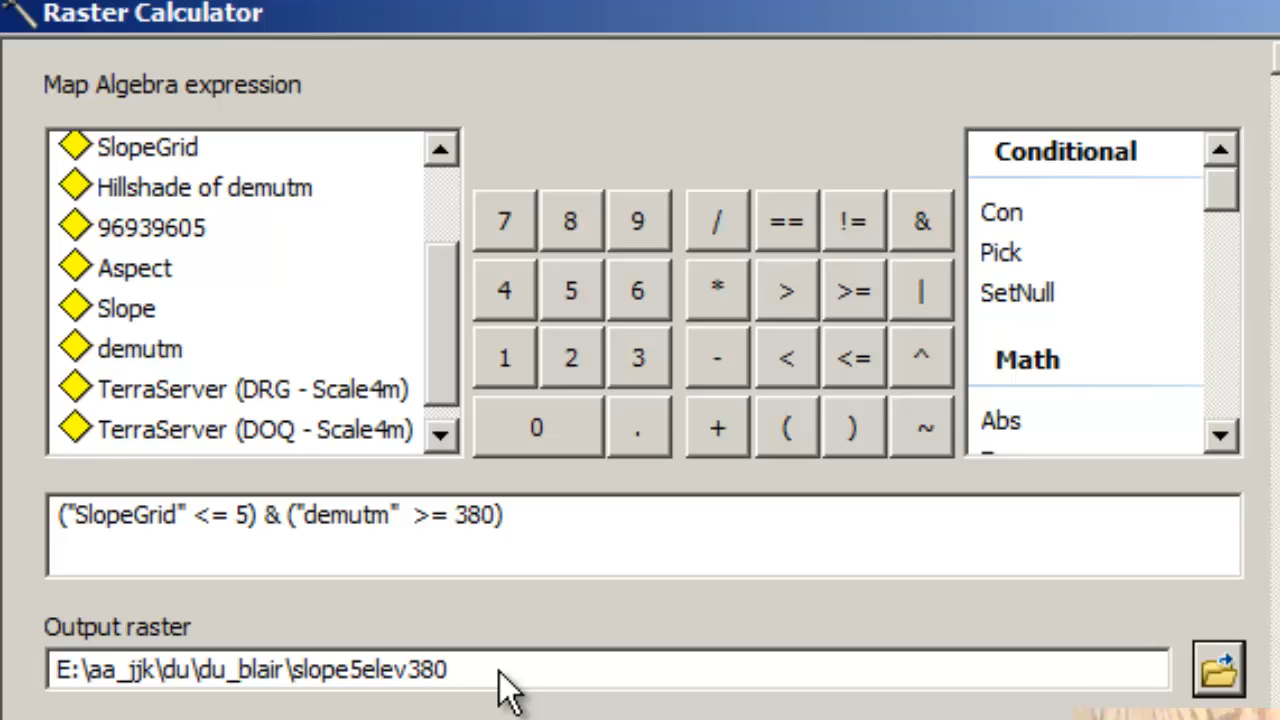 Raster Calculator
Map Algebra expression
SlopeGrid
Hillshade of demutm
96939605
Aspect
Slope
demutm
TerraServer (DRG - Scale4m)
TerraServer (DOQ - Scale4m)
7 8 9 / == != &
4 5 6 * > >= |
1 2 3 - < <= ^
0 . + ( ) ~
Conditional
Con
Pick
SetNull
Math
Abs
("SlopeGrid" <= 5) & ("demutm"  >= 380)
Output raster
E:\aa_jjk\du\du_blair\slope5elev380